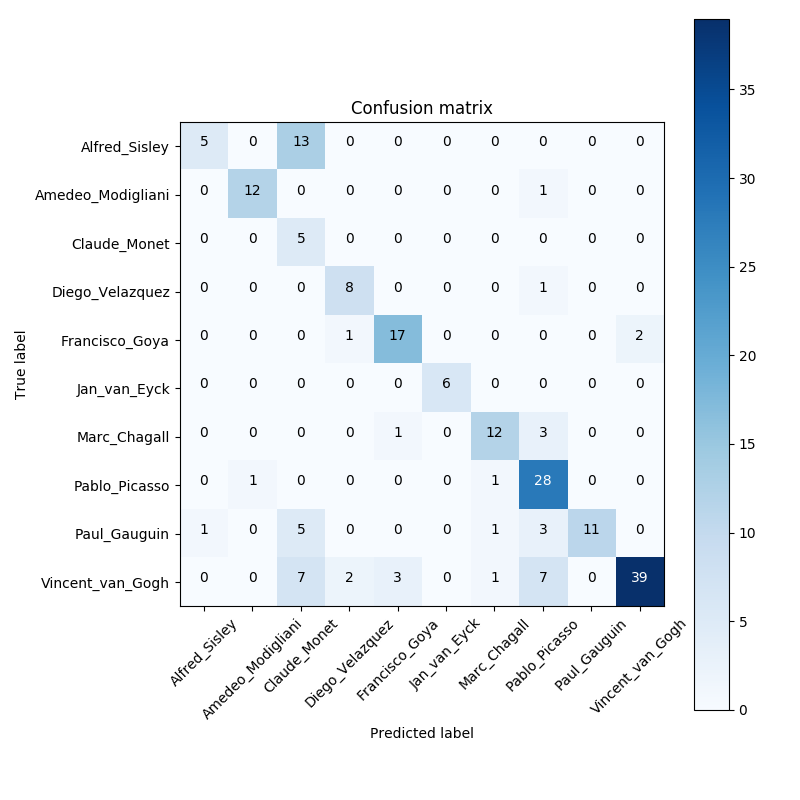 Confusion matrix
Alfred_Sisley 5 0 13 0 0 0 0 0 0 0
Amedeo_Modigliani 0 12 0 0 0 0 0 1 0 0
Claude_Monet 0 0 5 0 0 0 0 0 0 0
Diego_Velazquez 0 0 0 8 0 0 0 1 0 0
Francisco_Goya 0 0 0 1 17 0 0 0 0 2
Jan_van_Eyck 0 0 0 0 0 6 0 0 0 0
Marc_Chagall 0 0 0 0 1 0 12 3 0 0
Pablo_Picasso 0 1 0 0 0 0 1 28 0 0
Paul_Gauguin 1 0 5 0 0 0 1 3 11 0
Vincent_van_Gogh 0 0 7 2 3 0 1 7 0 39
True label
Alfred_Sisley
Amedeo_Modigliani
Claude_Monet
Diego_Velazquez
Francisco_Goya
Jan_van_Eyck
Marc_Chagall
Pablo_Picasso
Paul_Gauguin
Vincent_van_Gogh
Predicted label
35
30
25
20
15
10
5
0